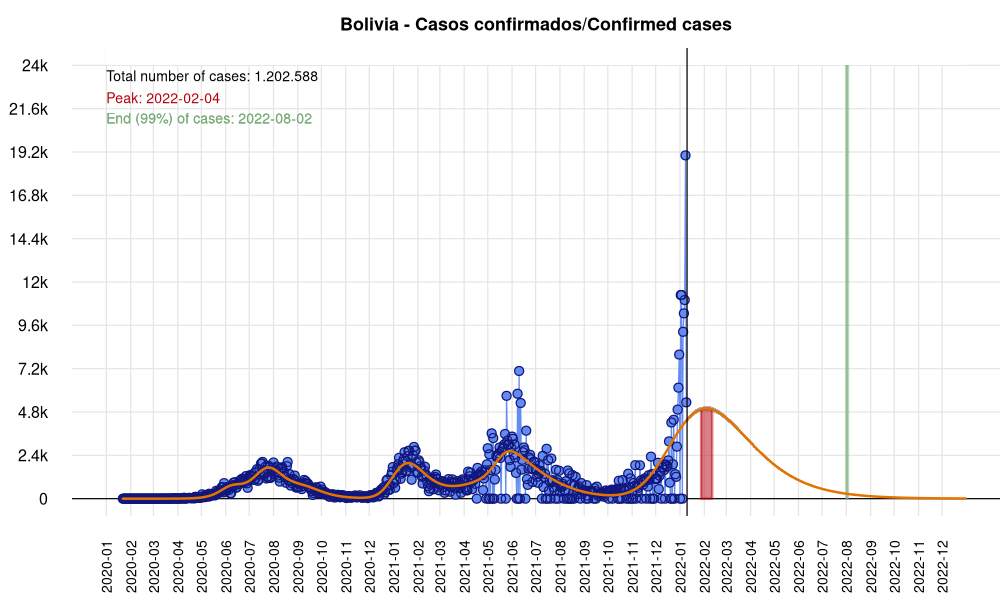 Bolivia - Casos confirmados/Confirmed cases
Total number of cases: 1.202.588
Peak: 2022-02-04
End (99%) of cases: 2022-08-02
24k
21.6k
19.2k
16.8k
14.4k
12k
9.6k
7.2k
4.8k
2.4k
0
2020-01
2020-02
2020-03
2020-04
2020-05
2020-06
2020-07
2020-08
2020-09
2020-10
2020-11
2020-12
2021-01
2021-02
2021-03
2021-04
2021-05
2021-06
2021-07
2021-08
2021-09
2021-10
2021-11
2021-12
2022-01
2022-02
2022-03
2022-04
2022-05
2022-06
2022-07
2022-08
2022-09
2022-10
2022-11
2022-12